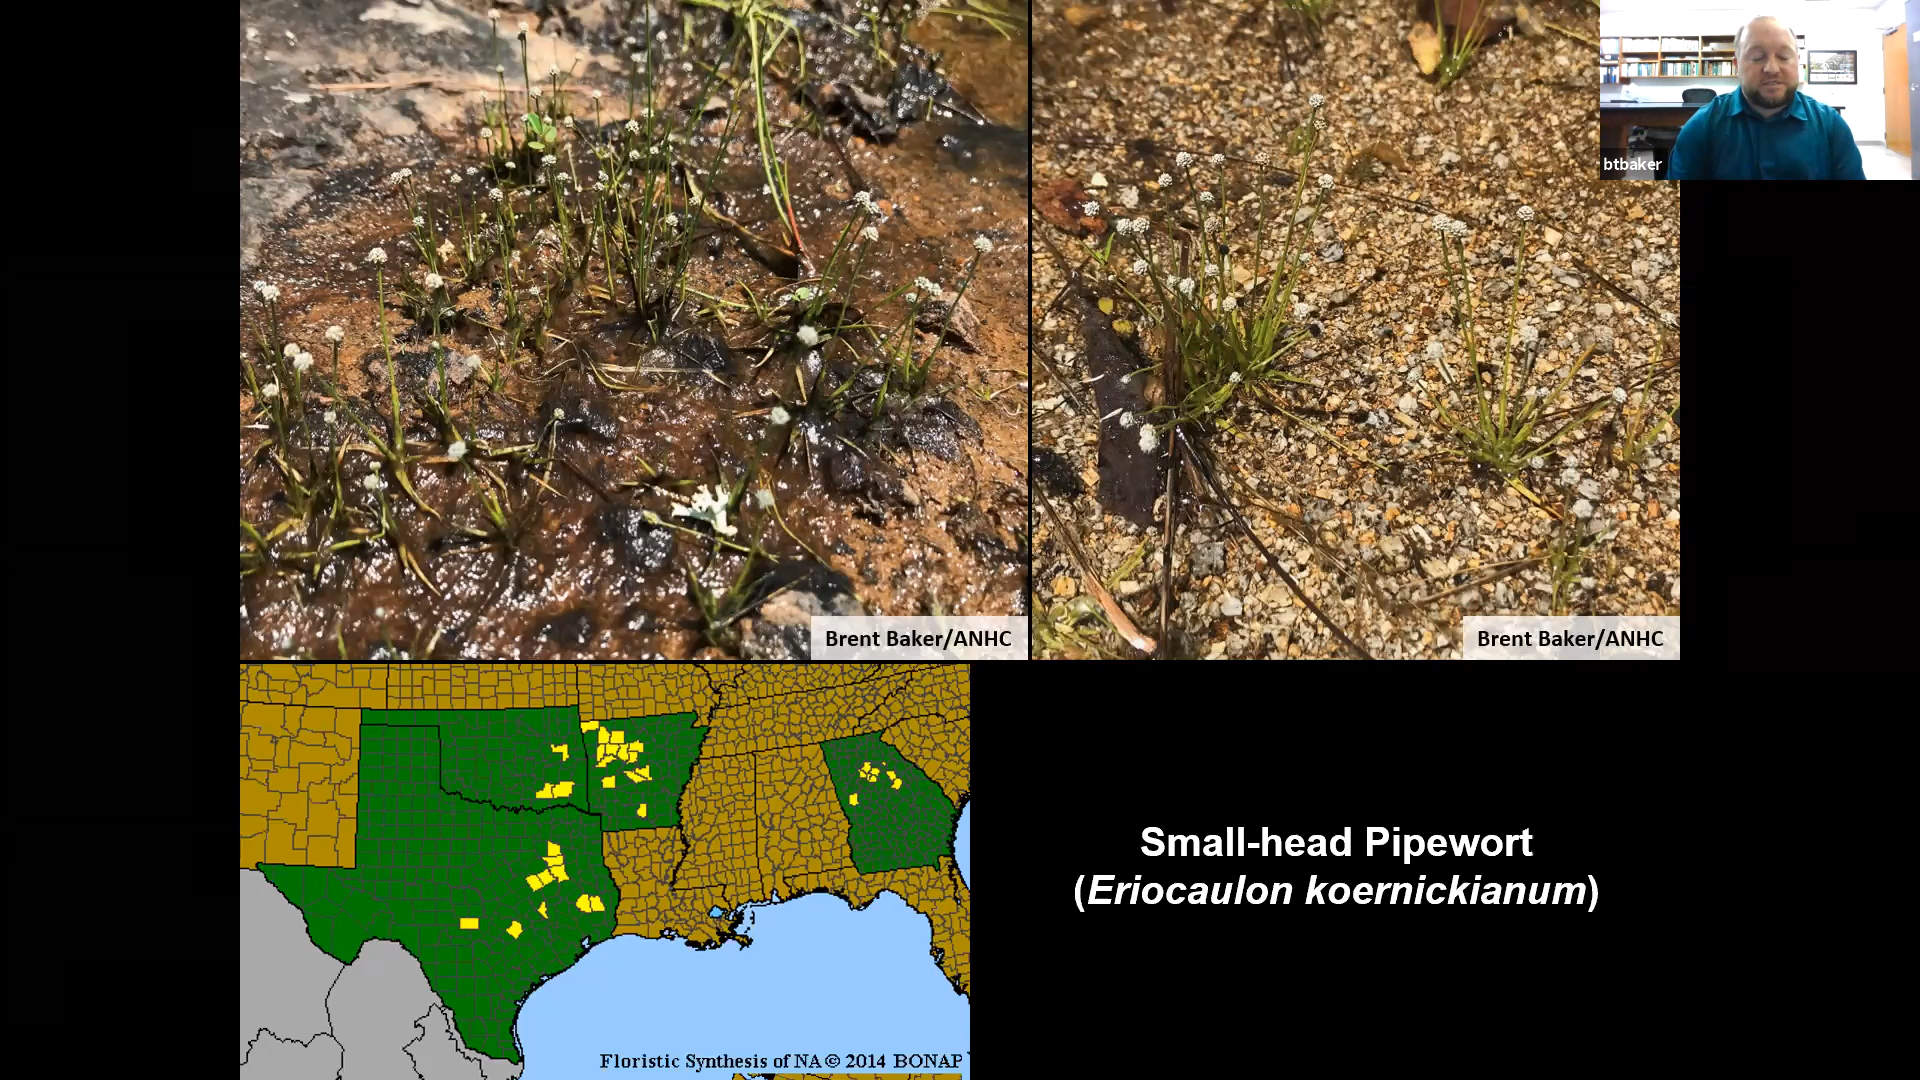 btbaker
Brent Baker/ANHC
Brent Baker/ANHC
Floristic Synthesis of NA © 2014 BONAP
Small-head Pipewort
(Eriocaulon koernickianum)